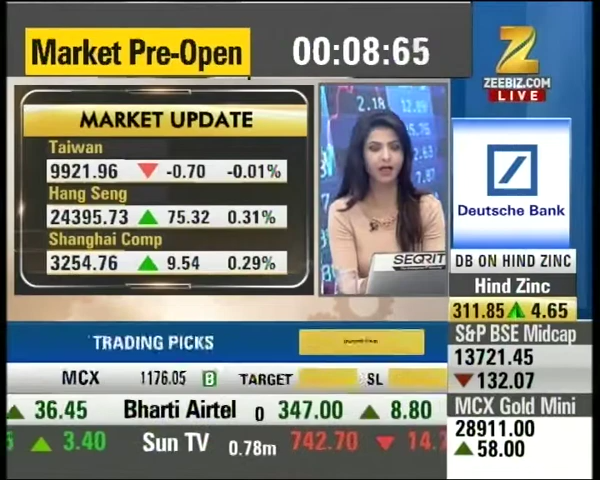 Market Pre-Open
00:08:65
ZEEBIZ.COM
LIVE
MARKET UPDATE
Taiwan
9921.96 -0.70 -0.01%
Hang Seng
24395.73 75.32 0.31%
Shanghai Comp
3254.76 9.54 0.29%
2.18
SEQRITE
Deutsche Bank
DB ON HIND ZINC
Hind Zinc
311.85 4.65
S&P BSE Midcap
13721.45
132.07
MCX Gold Mini
28911.00
58.00
TRADING PICKS
MCX 1176.05 B TARGET SL
36.45 Bharti Airtel 0 347.00 8.80
3.40 Sun TV 0.78m 742.70